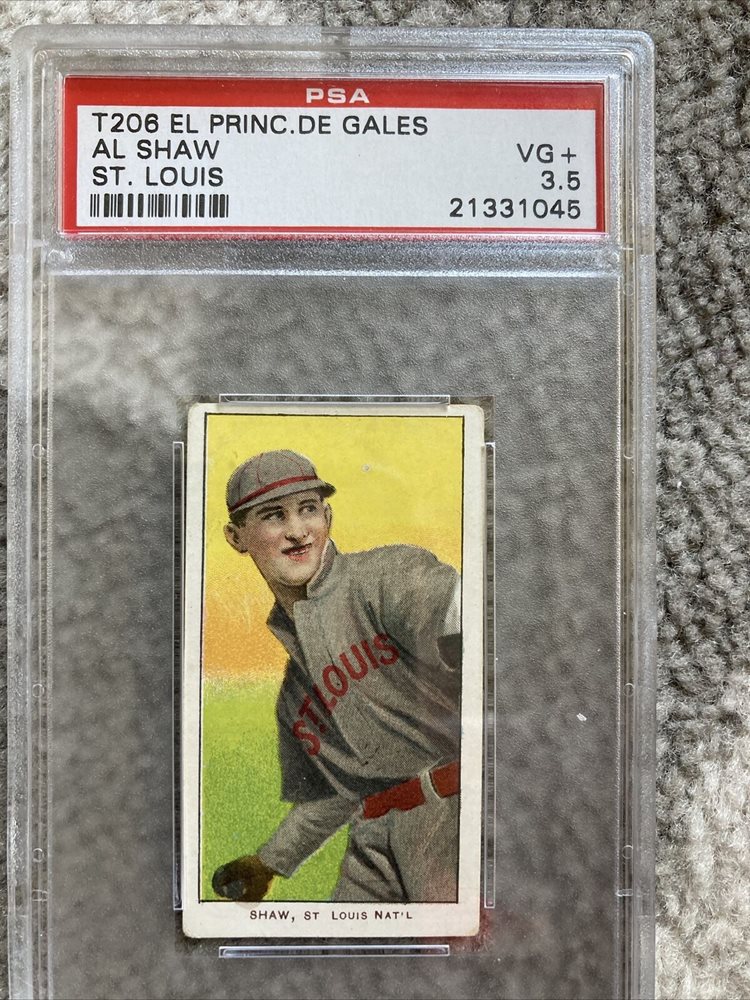 PSA
T206 EL PRINC.DE GALES
AL SHAW VG+
ST. LOUIS 3.5
21331045
ST. LOUIS
SHAW, ST LOUIS NAT'L